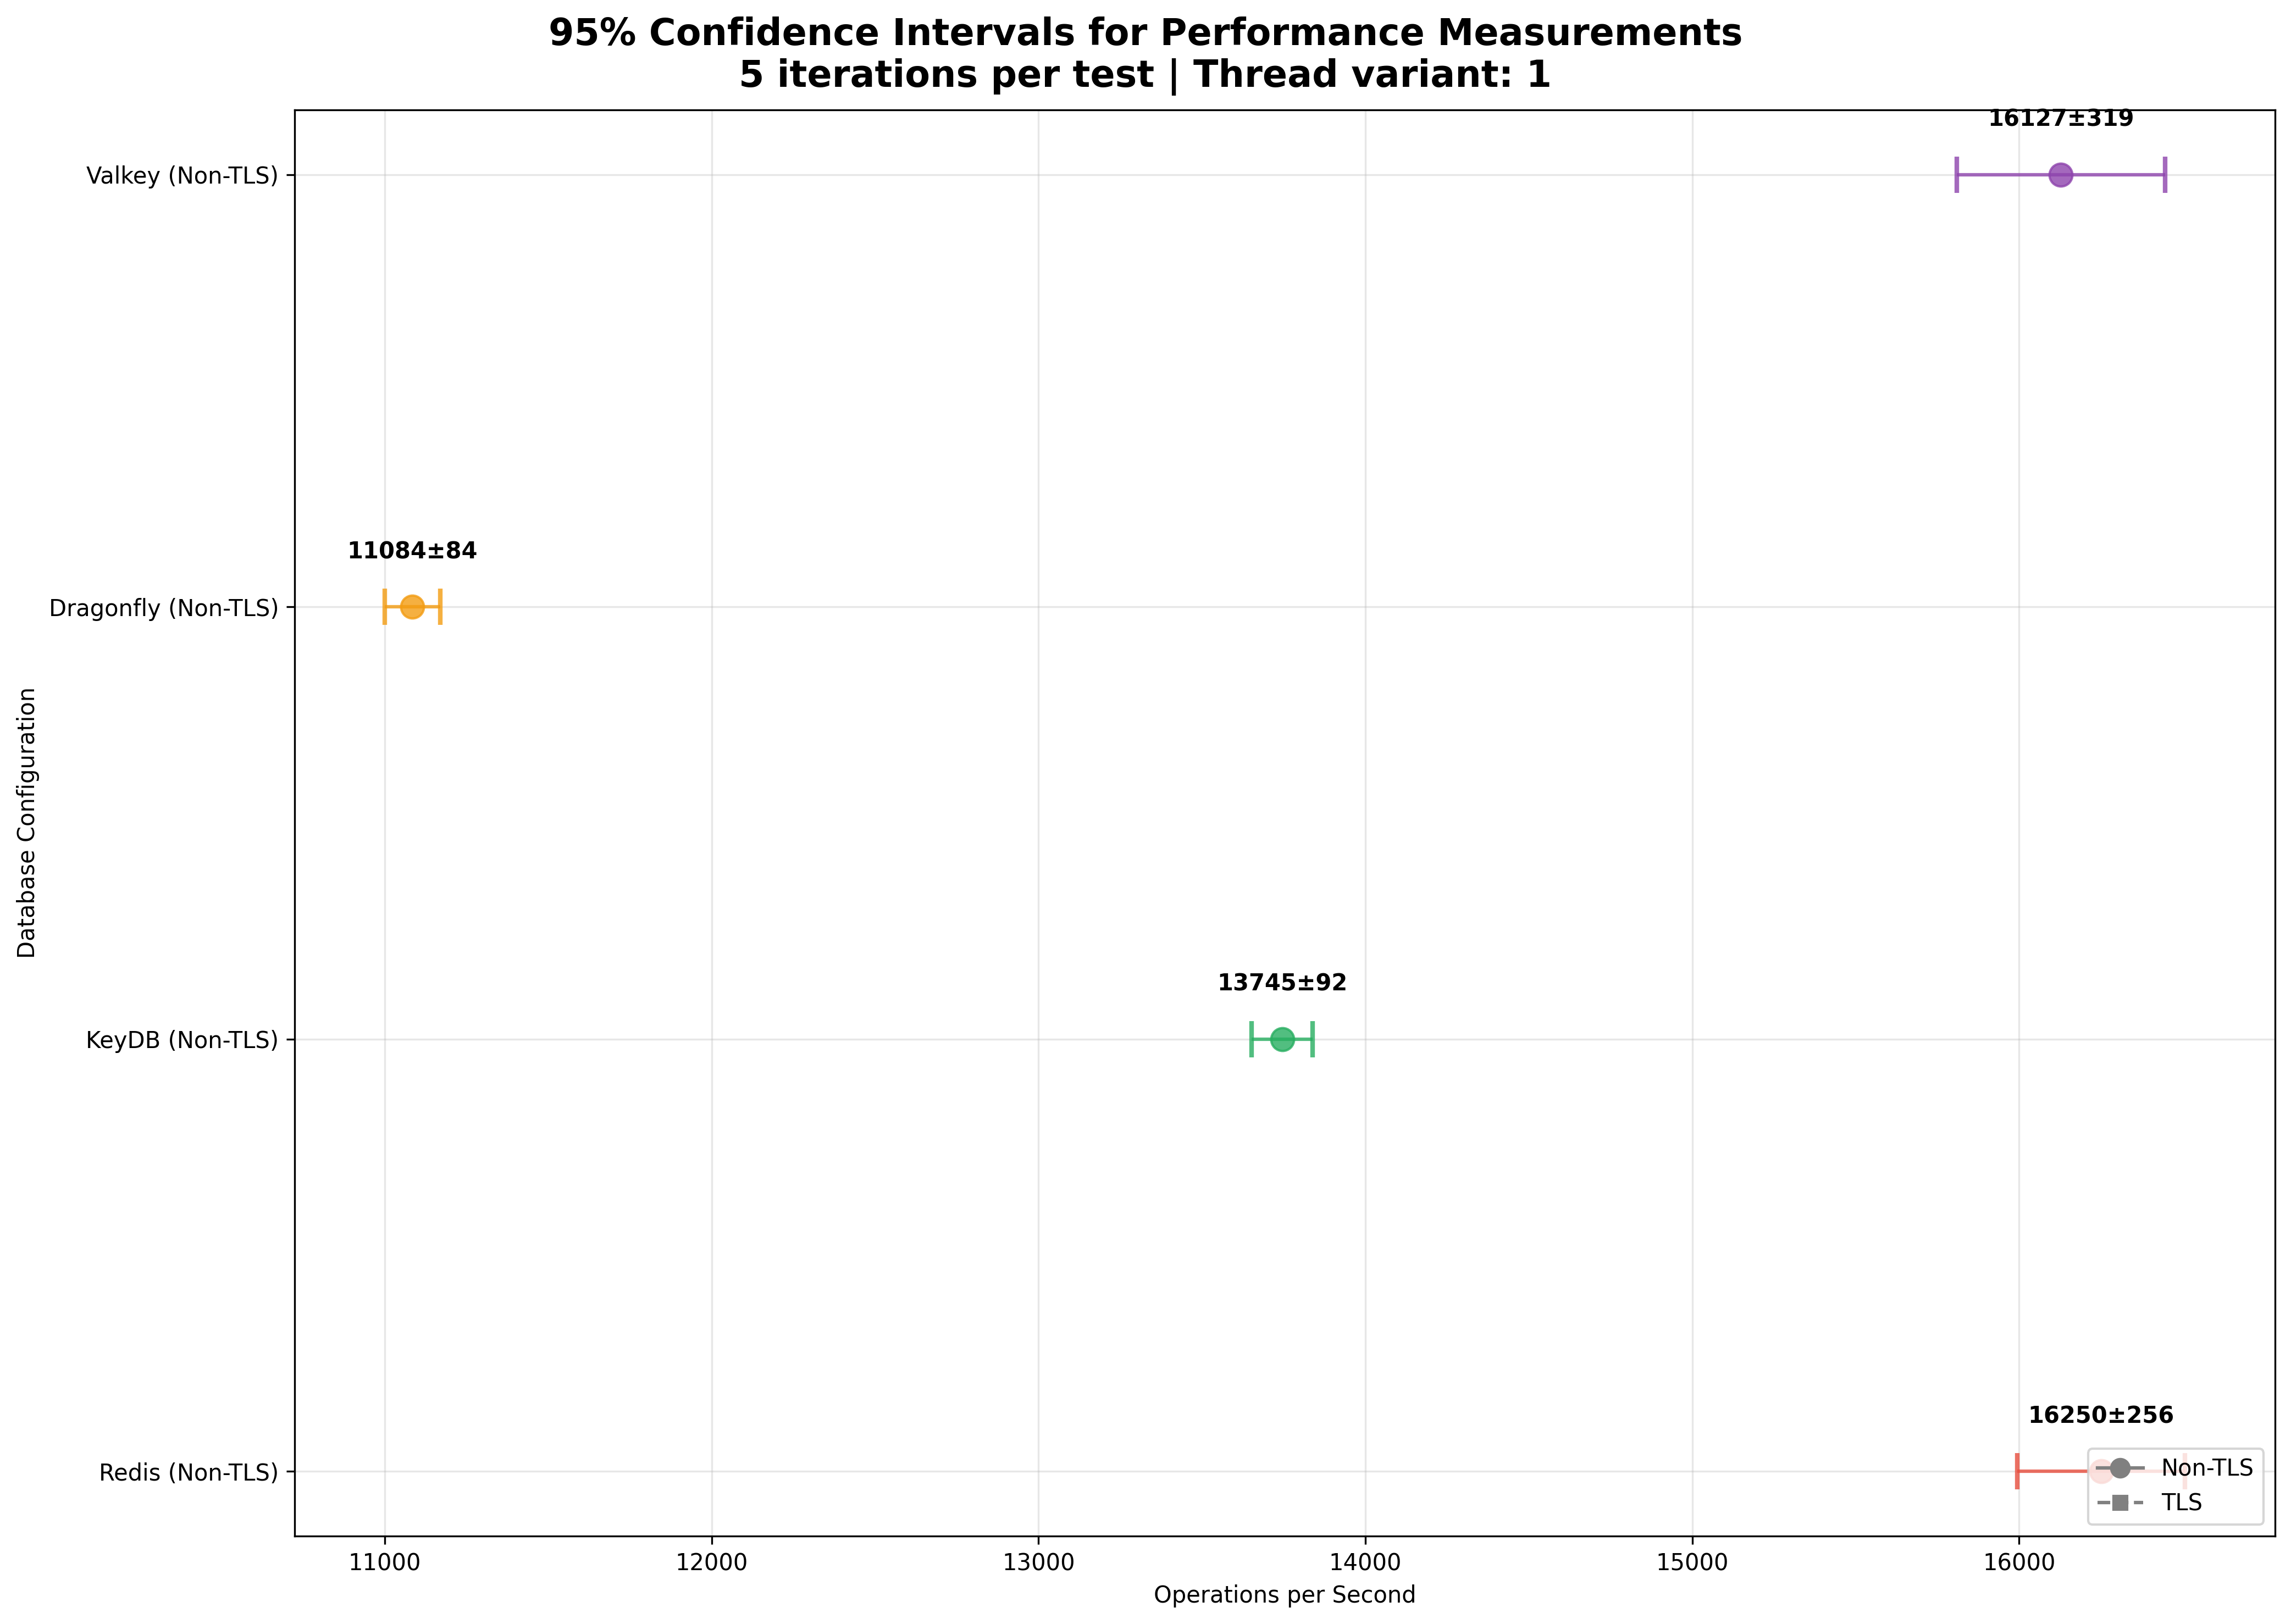 95% Confidence Intervals for Performance Measurements
5 iterations per test | Thread variant: 1
16127±319
Valkey (Non-TLS)
11084±84
Dragonfly (Non-TLS)
Database Configuration
13745±92
KeyDB (Non-TLS)
16250±256
Redis (Non-TLS)
Non-TLS
TLS
11000 12000 13000 14000 15000 16000
Operations per Second